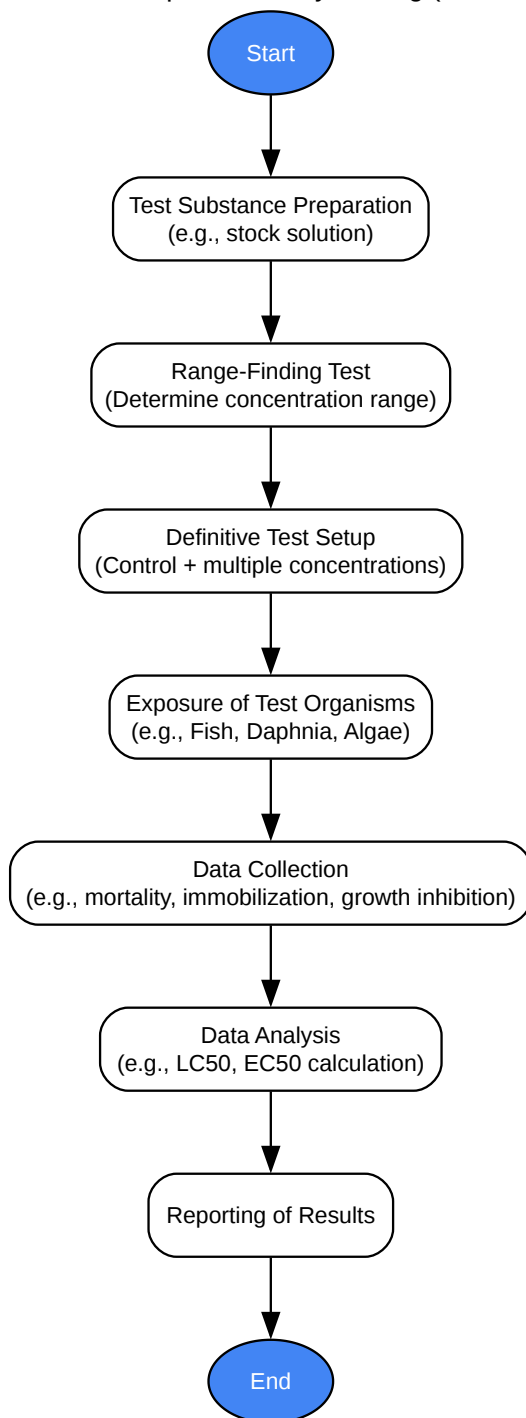 Start
Test Substance Preparation
(e.g., stock solution)
Range-Finding Test
(Determine concentration range)
Definitive Test Setup
(Control + multiple concentrations)
Exposure of Test Organisms
(e.g., Fish, Daphnia, Algae)
Data Collection
(e.g., mortality, immobilization, growth inhibition)
Data Analysis
(e.g., LC50, EC50 calculation)
Reporting of Results
End